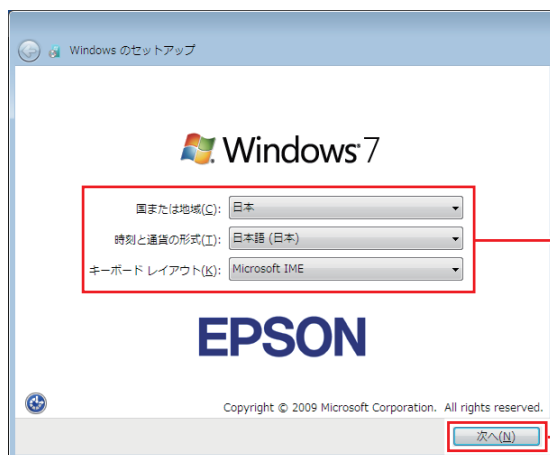 Windows のセットアップ
Windows 7
国または地域(C): 日本
時刻と通貨の形式(T): 日本語 (日本)
キーボード レイアウト(K): Microsoft IME
EPSON
Copyright © 2009 Microsoft Corporation. All rights reserved.
次へ(N)